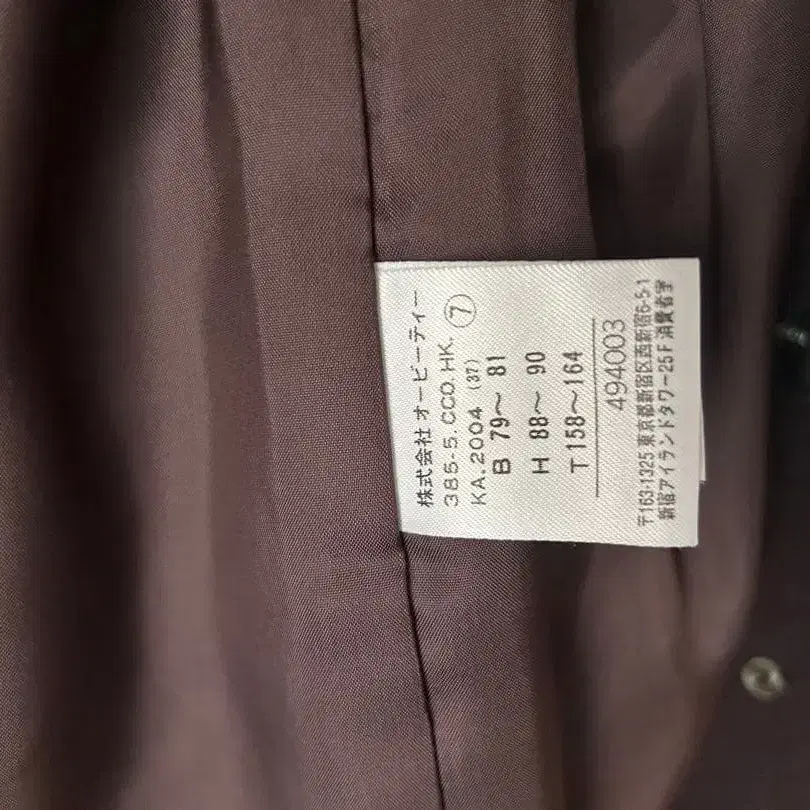 株式会社 オービーティー
385-5. CCO. HK. ⑦
KA. 2004 (37)
B 79～ 81
H 88～ 90
T158～164
494003
〒163-1325 東京都新宿区西新宿6-5-1
新宿アイランドタワー25F 消費者室